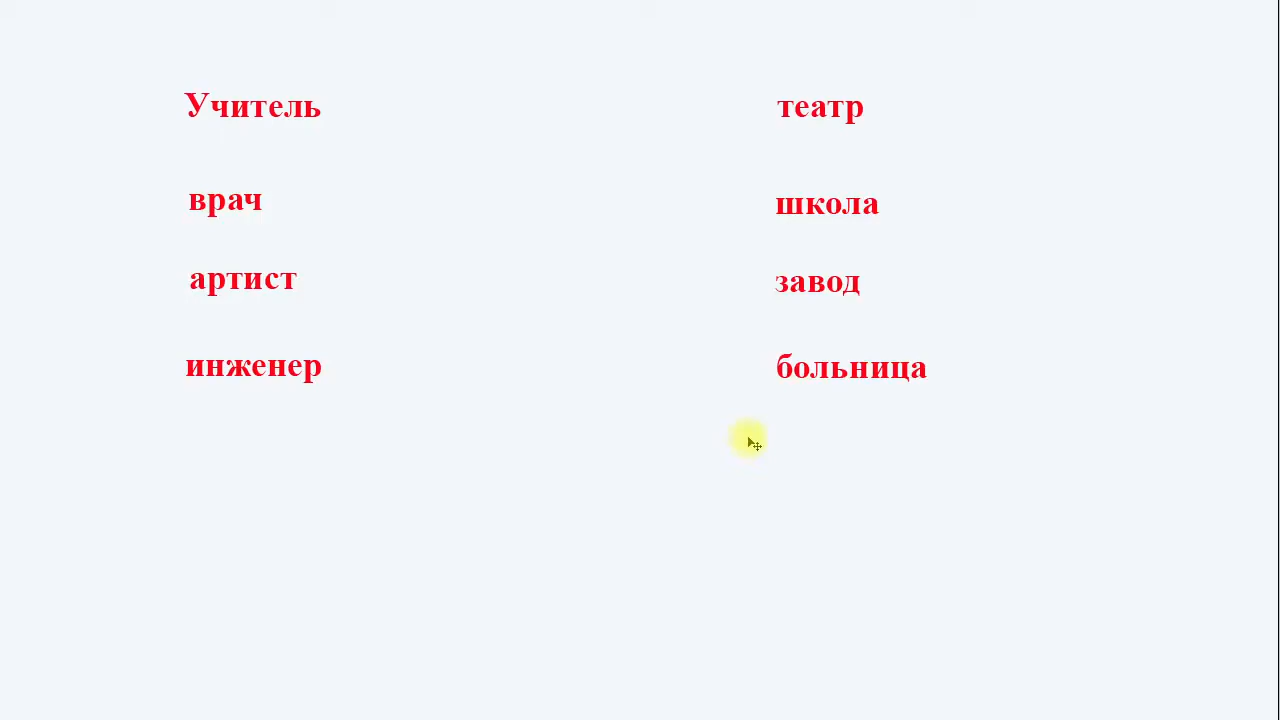 Учитель театр
врач школа
артист завод
инженер больница